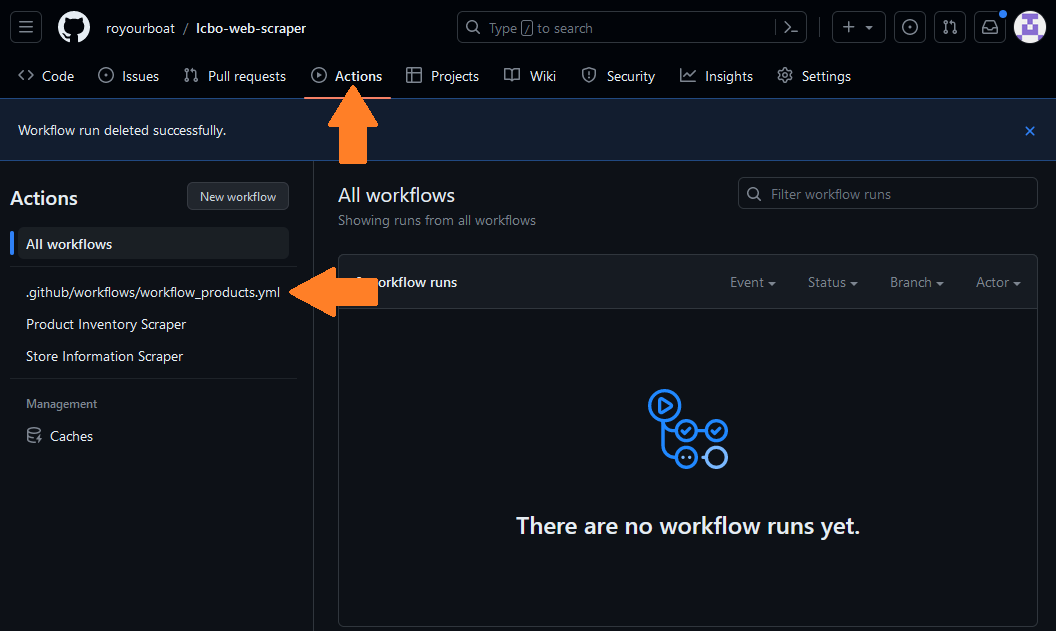 royourboat / lcbo-web-scraper
Type / to search
Code Issues Pull requests Actions Projects Wiki Security Insights Settings
Workflow run deleted successfully.
Actions
New workflow
All workflows
.github/workflows/workflow_products.yml
Product Inventory Scraper
Store Information Scraper
Management
Caches
All workflows
Showing runs from all workflows
Filter workflow runs
orkflow runs
Event Status Branch Actor
There are no workflow runs yet.